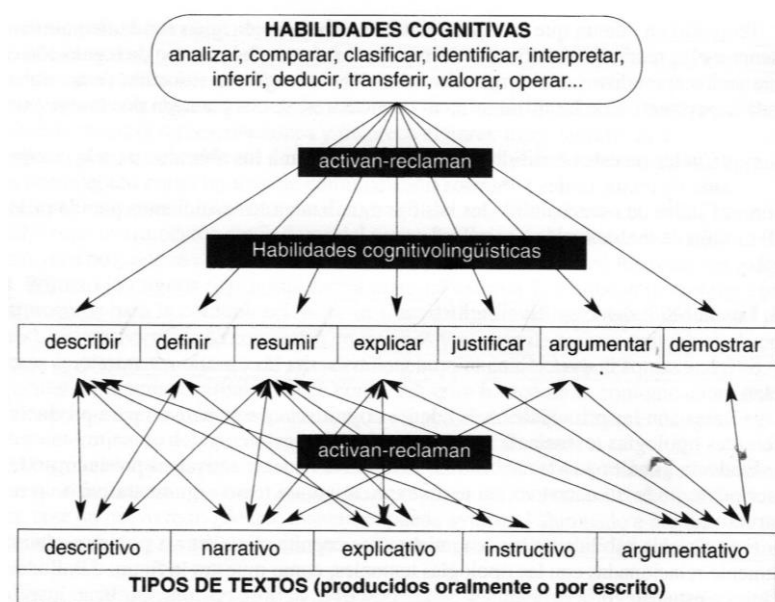 HABILIDADES COGNITIVAS
analizar, comparar, clasificar, identificar, interpretar,
inferir, deducir, transferir, valorar, operar...
activan-reclaman
Habilidades cognitivolingüísticas
describir definir resumir explicar justificar argumentar demostrar
activan-reclaman
descriptivo narrativo explicativo instructivo argumentativo
TIPOS DE TEXTOS (producidos oralmente o por escrito)